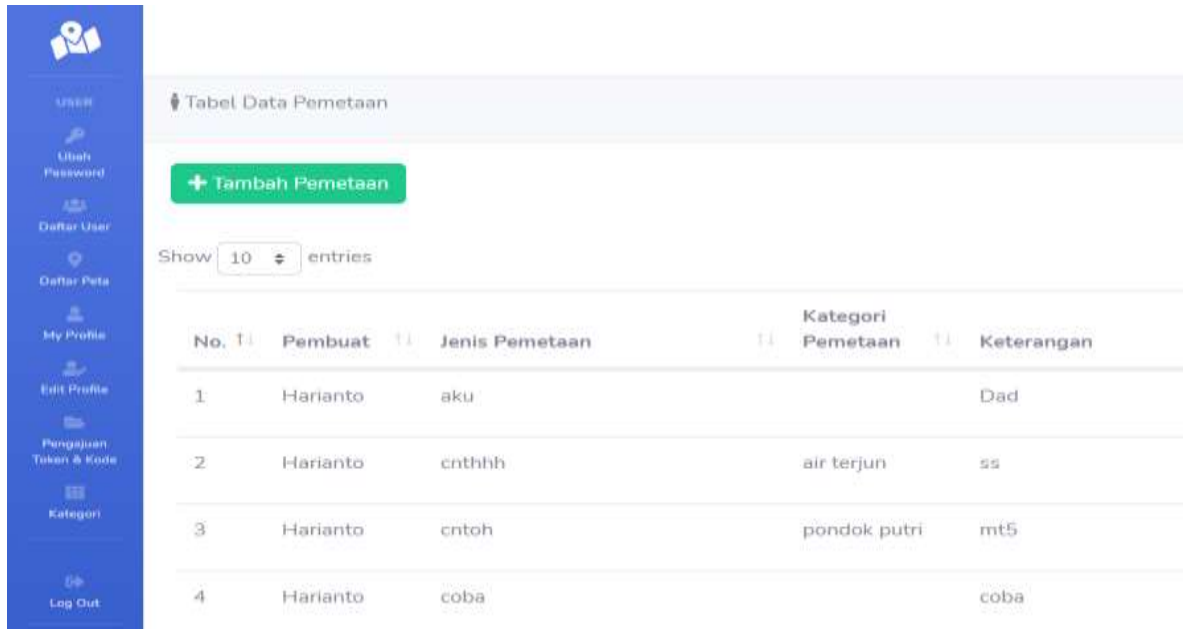 USER
Ubah
Password
Daftar User
Daftar Peta
My Profile
Edit Profile
Pengajuan
Token & Kode
Kategori
Log Out
Tabel Data Pemetaan
Tambah Pemetaan
Show 10 entries
No. Pembuat Jenis Pemetaan Kategori Pemetaan Keterangan
1 Harianto aku Dad
2 Harianto cnthhh air terjun ss
3 Harianto cntoh pondok putri mt5
4 Harianto coba coba